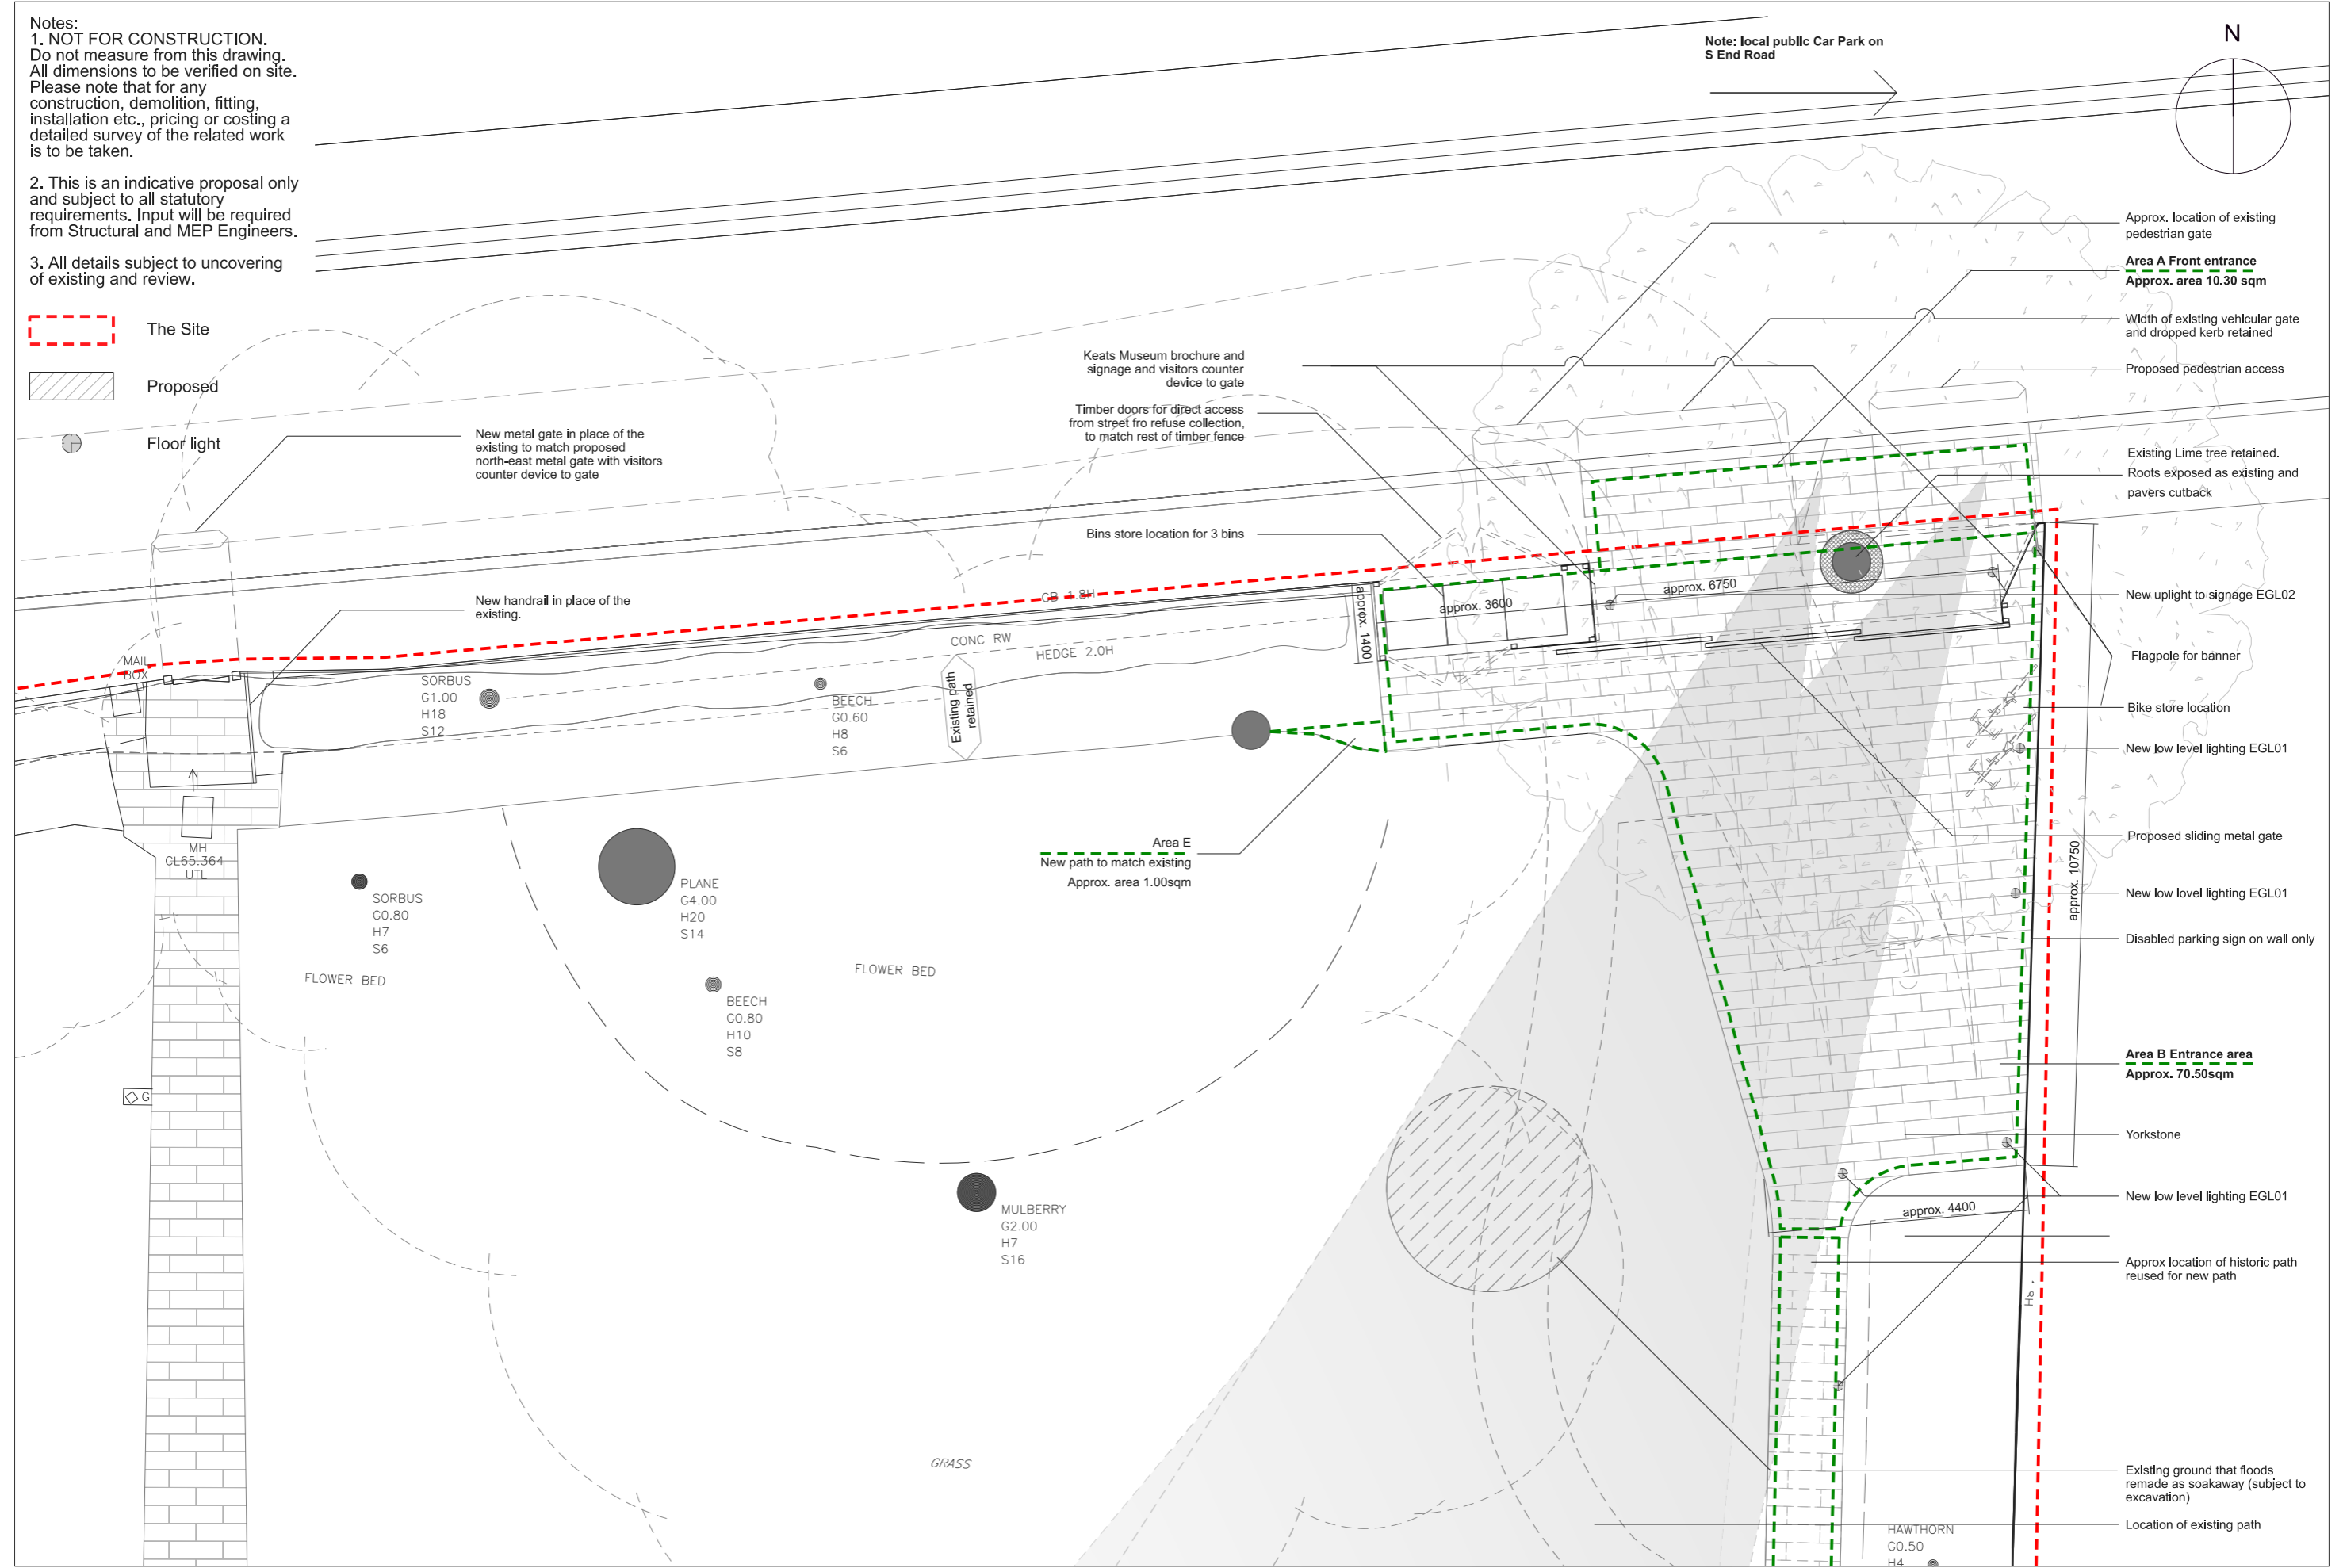 Notes:
1. NOT FOR CONSTRUCTION.
Do not measure from this drawing.
All dimensions to be verified on site.
Please note that for any
construction, demolition, fitting,
installation etc., pricing or costing a
detailed survey of the related work
is to be taken.
2. This is an indicative proposal only
and subject to all statutory
requirements. Input will be required
from Structural and MEP Engineers.
3. All details subject to uncovering
of existing and review.
The Site
Proposed
Floor light
Note: local public Car Park on
S End Road
N
New metal gate in place of the
existing to match proposed
north-east metal gate with visitors
counter device to gate
New handrail in place of the
existing.
Keats Museum brochure and
signage and visitors counter
device to gate
Timber doors for direct access
from street fro refuse collection,
to match rest of timber fence
Bins store location for 3 bins
Approx. location of existing
pedestrian gate
Area A Front entrance
Approx. area 10.30 sqm
Width of existing vehicular gate
and dropped kerb retained
Proposed pedestrian access
Existing Lime tree retained.
Roots exposed as existing and
pavers cutback
New uplight to signage EGL02
Flagpole for banner
Bike store location
New low level lighting EGL01
Proposed sliding metal gate
New low level lighting EGL01
Disabled parking sign on wall only
Area B Entrance area
Approx. 70.50sqm
Yorkstone
New low level lighting EGL01
Approx location of historic path
reused for new path
Existing ground that floods
remade as soakaway (subject to
excavation)
Location of existing path
CB 1.8H
CONC RW
HEDGE 2.0H
approx. 1400
approx. 3600
approx. 6750
approx. 10750
approx. 4400
MAIL
BOX
SORBUS
G1.00
H18
S12
BEECH
G0.60
H8
S6
Existing path
retained
MH
CL65.364
UTL
SORBUS
G0.80
H7
S6
FLOWER BED
PLANE
G4.00
H20
S14
BEECH
G0.80
H10
S8
FLOWER BED
Area E
New path to match existing
Approx. area 1.00sqm
G
MULBERRY
G2.00
H7
S16
GRASS
HAWTHORN
G0.50
H4